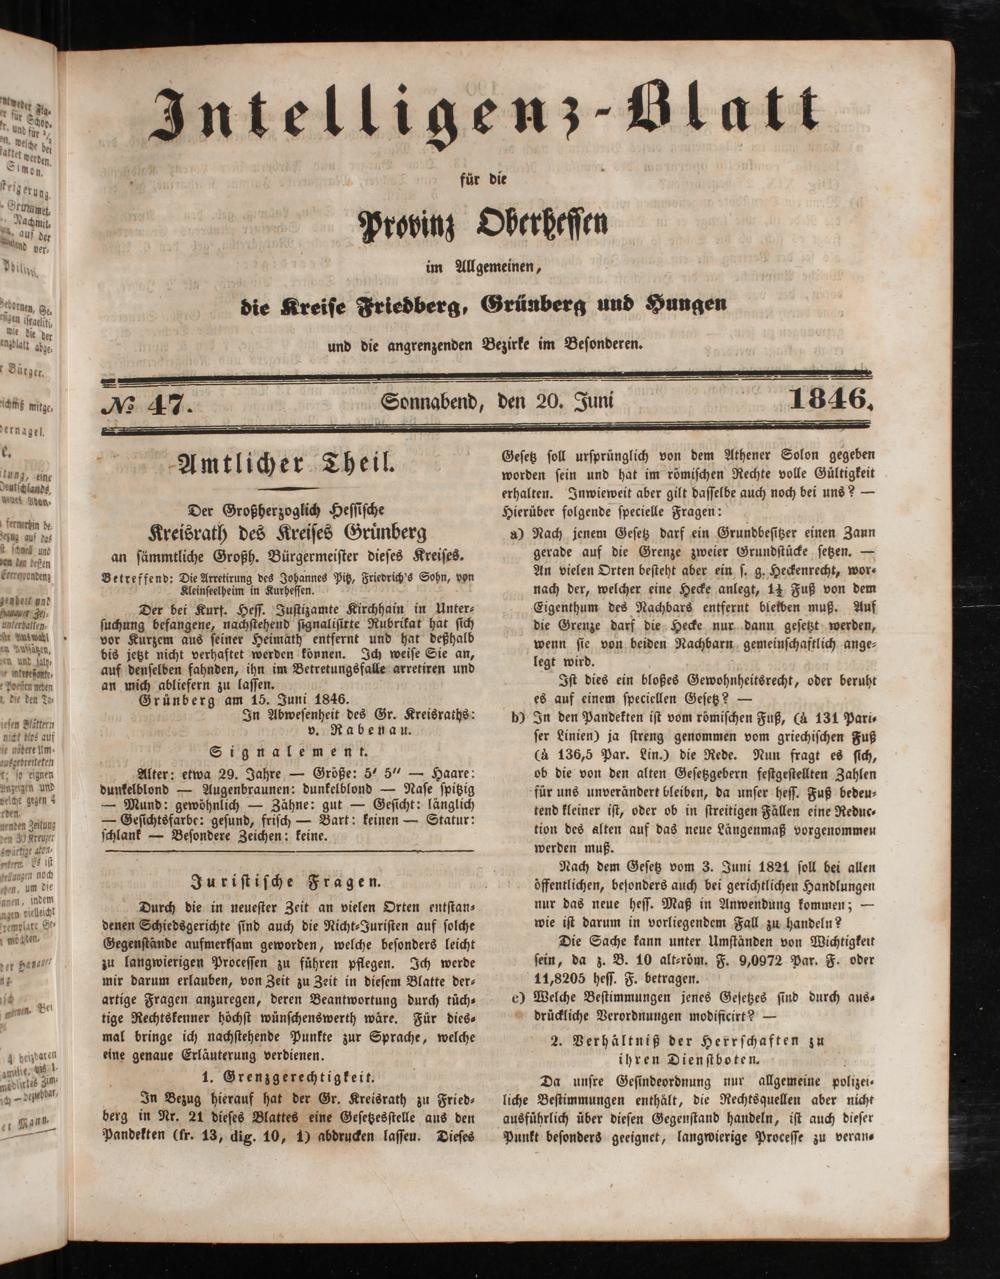 Intelligenz-Blatt
für die
Provinz Oberhessen
im Allgemeinen,
die Kreise Friedberg, Grünberg und Hungen
und die angrenzenden Bezirke im Besonderen.
№ 47. Sonnabend, den 20. Juni 1846.
Amtlicher Theil.
Der Großherzoglich Hessische
Kreisrath des Kreises Grünberg
an sämmtliche Großh. Bürgermeister dieses Kreises.
Betreffend: Die Arretirung des Johannes Pitz, Friedrich's Sohn, von
Kleinseelheim in Kurhessen.
Der bei Kurf. Hess. Justizamte Kirchhain in Unter-
suchung befangene, nachstehend signalisirte Rubrikat hat sich
vor Kurzem aus seiner Heimath entfernt und hat deßhalb
bis jetzt nicht verhaftet werden können. Ich weise Sie an,
auf denselben fahnden, ihn im Betretungsfalle arretiren und
an mich abliefern zu lassen.
Grünberg am 15. Juni 1846.
In Abwesenheit des Gr. Kreisraths:
v. Rabenau.
Signalement.
Alter: etwa 29. Jahre — Größe: 5' 5" — Haare:
dunkelblond — Augenbraunen: dunkelblond — Nase spitzig
— Mund: gewöhnlich — Zähne: gut — Gesicht: länglich
— Gesichtsfarbe: gesund, frisch — Bart: keinen — Statur:
schlank — Besondere Zeichen: keine.
Juristische Fragen.
Durch die in neuester Zeit an vielen Orten entstan-
denen Schiedsgerichte sind auch die Nicht-Juristen auf solche
Gegenstände aufmerksam geworden, welche besonders leicht
zu langwierigen Processen zu führen pflegen. Ich werde
mir darum erlauben, von Zeit zu Zeit in diesem Blatte der-
artige Fragen anzuregen, deren Beantwortung durch tüch-
tige Rechtskenner höchst wünschenswerth wäre. Für dies-
mal bringe ich nachstehende Punkte zur Sprache, welche
eine genaue Erläuterung verdienen.
1. Grenzgerechtigkeit.
In Bezug hierauf hat der Gr. Kreisrath zu Fried-
berg in Nr. 21 dieses Blattes eine Gesetzesstelle aus den
Pandekten (fr. 13, dig. 10, 1) abdrucken lassen. Dieses
Gesetz soll ursprünglich von dem Athener Solon gegeben
worden sein und hat im römischen Rechte volle Gültigkeit
erhalten. Inwieweit aber gilt dasselbe auch noch bei uns? —
Hierüber folgende specielle Fragen:
a) Nach jenem Gesetz darf ein Grundbesitzer einen Zaun
gerade auf die Grenze zweier Grundstücke setzen. —
An vielen Orten besteht aber ein s. g. Heckenrecht, wor-
nach der, welcher eine Hecke anlegt, 1½ Fuß von dem
Eigenthum des Nachbars entfernt bleiben muß. Auf
die Grenze darf die Hecke nur dann gesetzt werden,
wenn sie von beiden Nachbarn gemeinschaftlich ange-
legt wird.
Ist dies ein bloßes Gewohnheitsrecht, oder beruht
es auf einem speciellen Gesetz? —
b) In den Pandekten ist vom römischen Fuß, (à 131 Pari-
ser Linien) ja streng genommen vom griechischen Fuß
(à 136,5 Par. Lin.) die Rede. Nun fragt es sich,
ob die von den alten Gesetzgebern festgestellten Zahlen
für uns unverändert bleiben, da unser hess. Fuß bedeu-
tend kleiner ist, oder ob in streitigen Fällen eine Reduc-
tion des alten auf das neue Längenmaß vorgenommen
werden muß.
Nach dem Gesetz vom 3. Juni 1821 soll bei allen
öffentlichen, besonders auch bei gerichtlichen Handlungen
nur das neue hess. Maß in Anwendung kommen; —
wie ist darum in vorliegendem Fall zu handeln?
Die Sache kann unter Umständen von Wichtigkeit
sein, da z. B. 10 alt-röm. F. 9,0972 Par. F. oder
11,8205 hess. F. betragen.
c) Welche Bestimmungen jenes Gesetzes sind durch aus-
drückliche Verordnungen modificirt? —
2. Verhältniß der Herrschaften zu
ihren Dienstboten.
Da unsre Gesindeordnung nur allgemeine polizei-
liche Bestimmungen enthält, die Rechtsquellen aber nicht
ausführlich über diesen Gegenstand handeln, ist auch dieser
Punkt besonders geeignet, langwierige Processe zu veran-